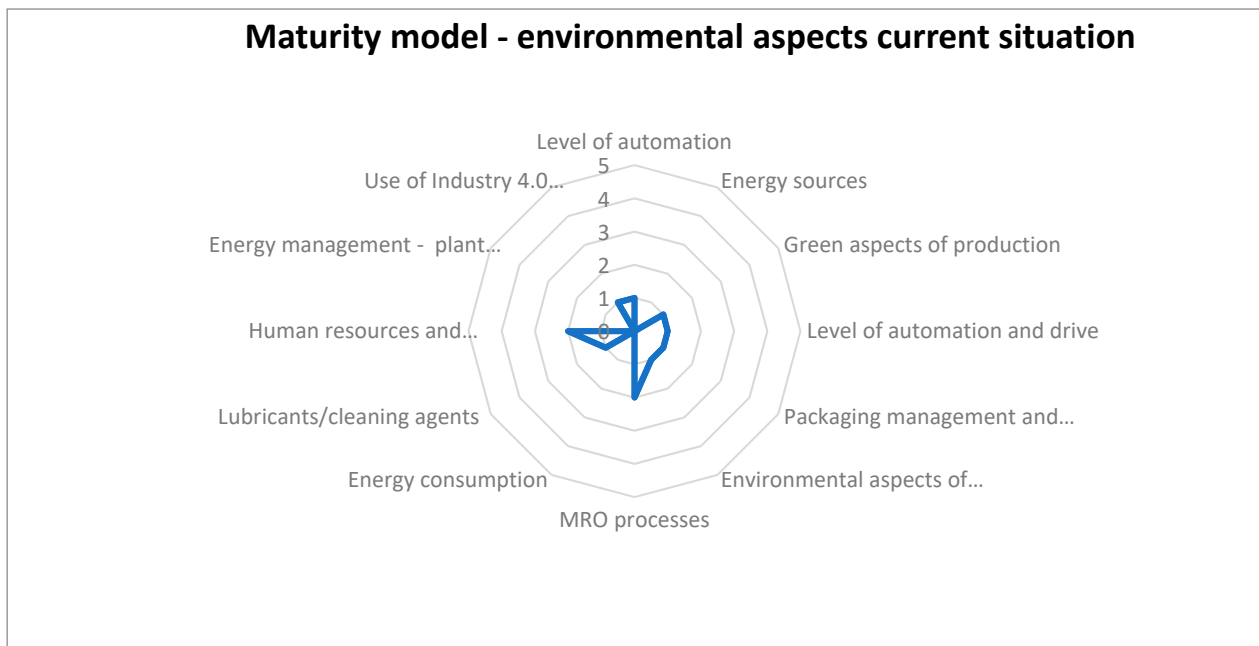 Maturity model - environmental aspects current situation
Level of automation
5
Use of Industry 4.0...
Energy sources
4
3
Energy management -  plant...
Green aspects of production
2
1
Human resources and...
0
Level of automation and drive
Lubricants/cleaning agents
Packaging management and...
Energy consumption
Environmental aspects of...
MRO processes